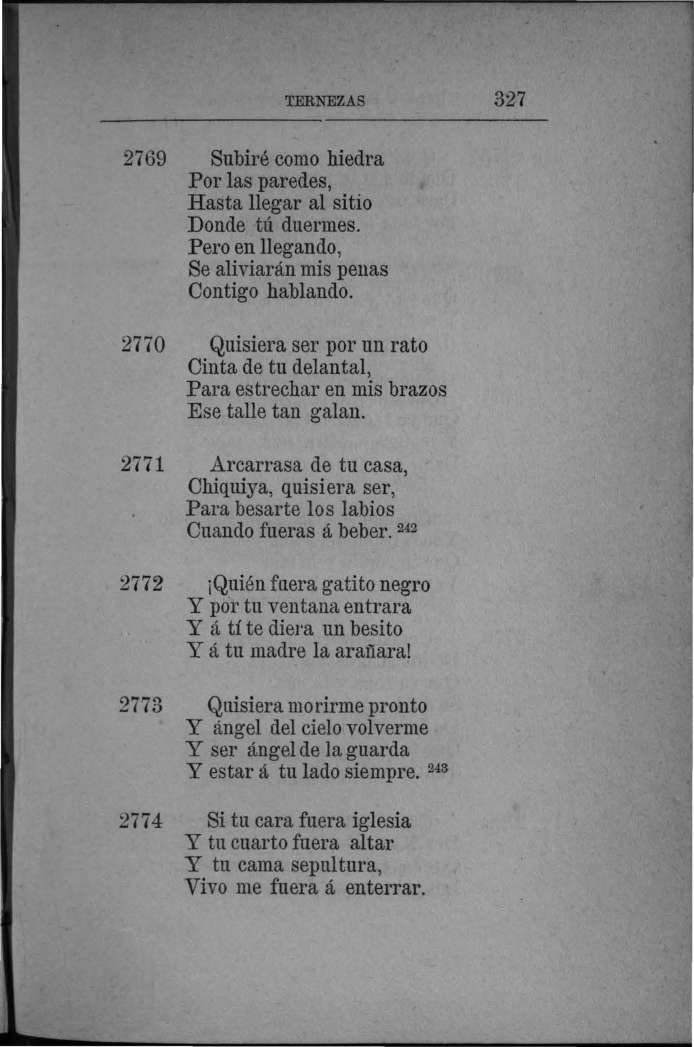 TERNEZAS 327
2769 Subiré como hiedra
Por las paredes,
Hasta llegar al sitio
Donde tú duermes.
Pero en llegando,
Se aliviarán mis penas
Contigo hablando.
2770 Quisiera ser por un rato
Cinta de tu delantal,
Para estrechar en mis brazos
Ese talle tan galan.
2771 Arcarrasa de tu casa,
Chiquiya, quisiera ser,
Para besarte los labios
Cuando fueras á beber. 242
2772 ¡Quién fuera gatito negro
Y por tu ventana entrara
Y á tí te diera un besito
Y á tu madre la arañara!
2773 Quisiera morirme pronto
Y ángel del cielo volverme
Y ser ángel de la guarda
Y estar á tu lado siempre. 243
2774 Si tu cara fuera iglesia
Y tu cuarto fuera altar
Y tu cama sepultura,
Vivo me fuera á enterrar.